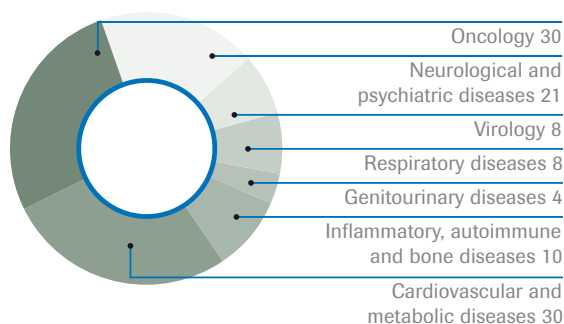 Oncology 30
Neurological and
psychiatric diseases 21
Virology 8
Respiratory diseases 8
Genitourinary diseases 4
Inflammatory, autoimmune
and bone diseases 10
Cardiovascular and
metabolic diseases 30